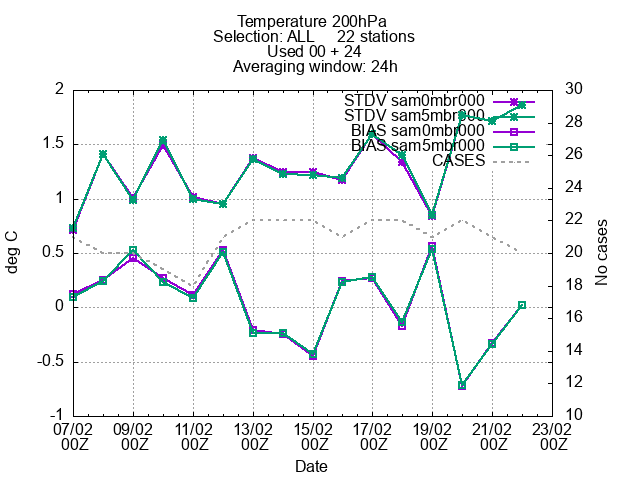 Temperature 200hPa
Selection: ALL 22 stations
Used 00 + 24
Averaging window: 24h
STDV sam0mbr000
STDV sam5mbr000
BIAS sam0mbr000
BIAS sam5mbr000
CASES
2
1.5
1
0.5
0
-0.5
-1
deg C
30
28
26
24
22
20
18
16
14
12
10
No cases
07/02 09/02 11/02 13/02 15/02 17/02 19/02 21/02 23/02
00Z 00Z 00Z 00Z 00Z 00Z 00Z 00Z 00Z
Date